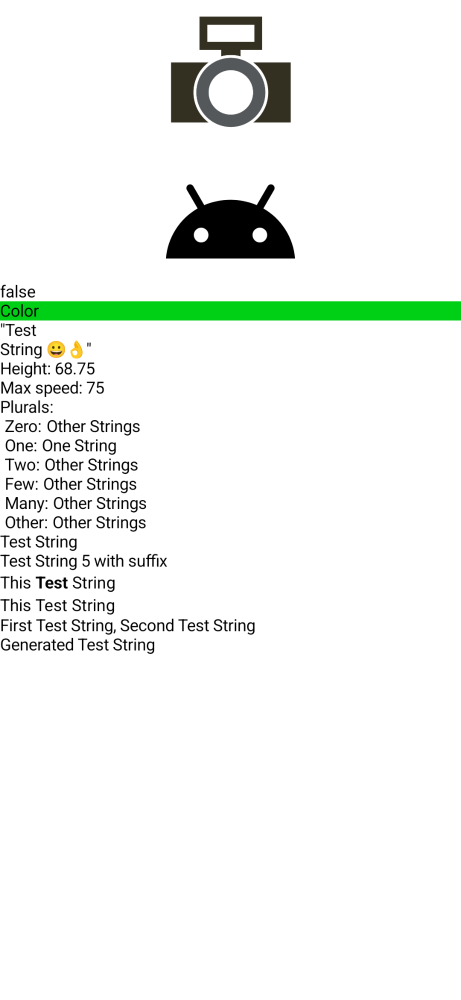 false
Color
"Test
String 😀👌"
Height: 68.75
Max speed: 75
Plurals:
Zero: Other Strings
One: One String
Two: Other Strings
Few: Other Strings
Many: Other Strings
Other: Other Strings
Test String
Test String 5 with suffix
This Test String
This Test String
First Test String, Second Test String
Generated Test String